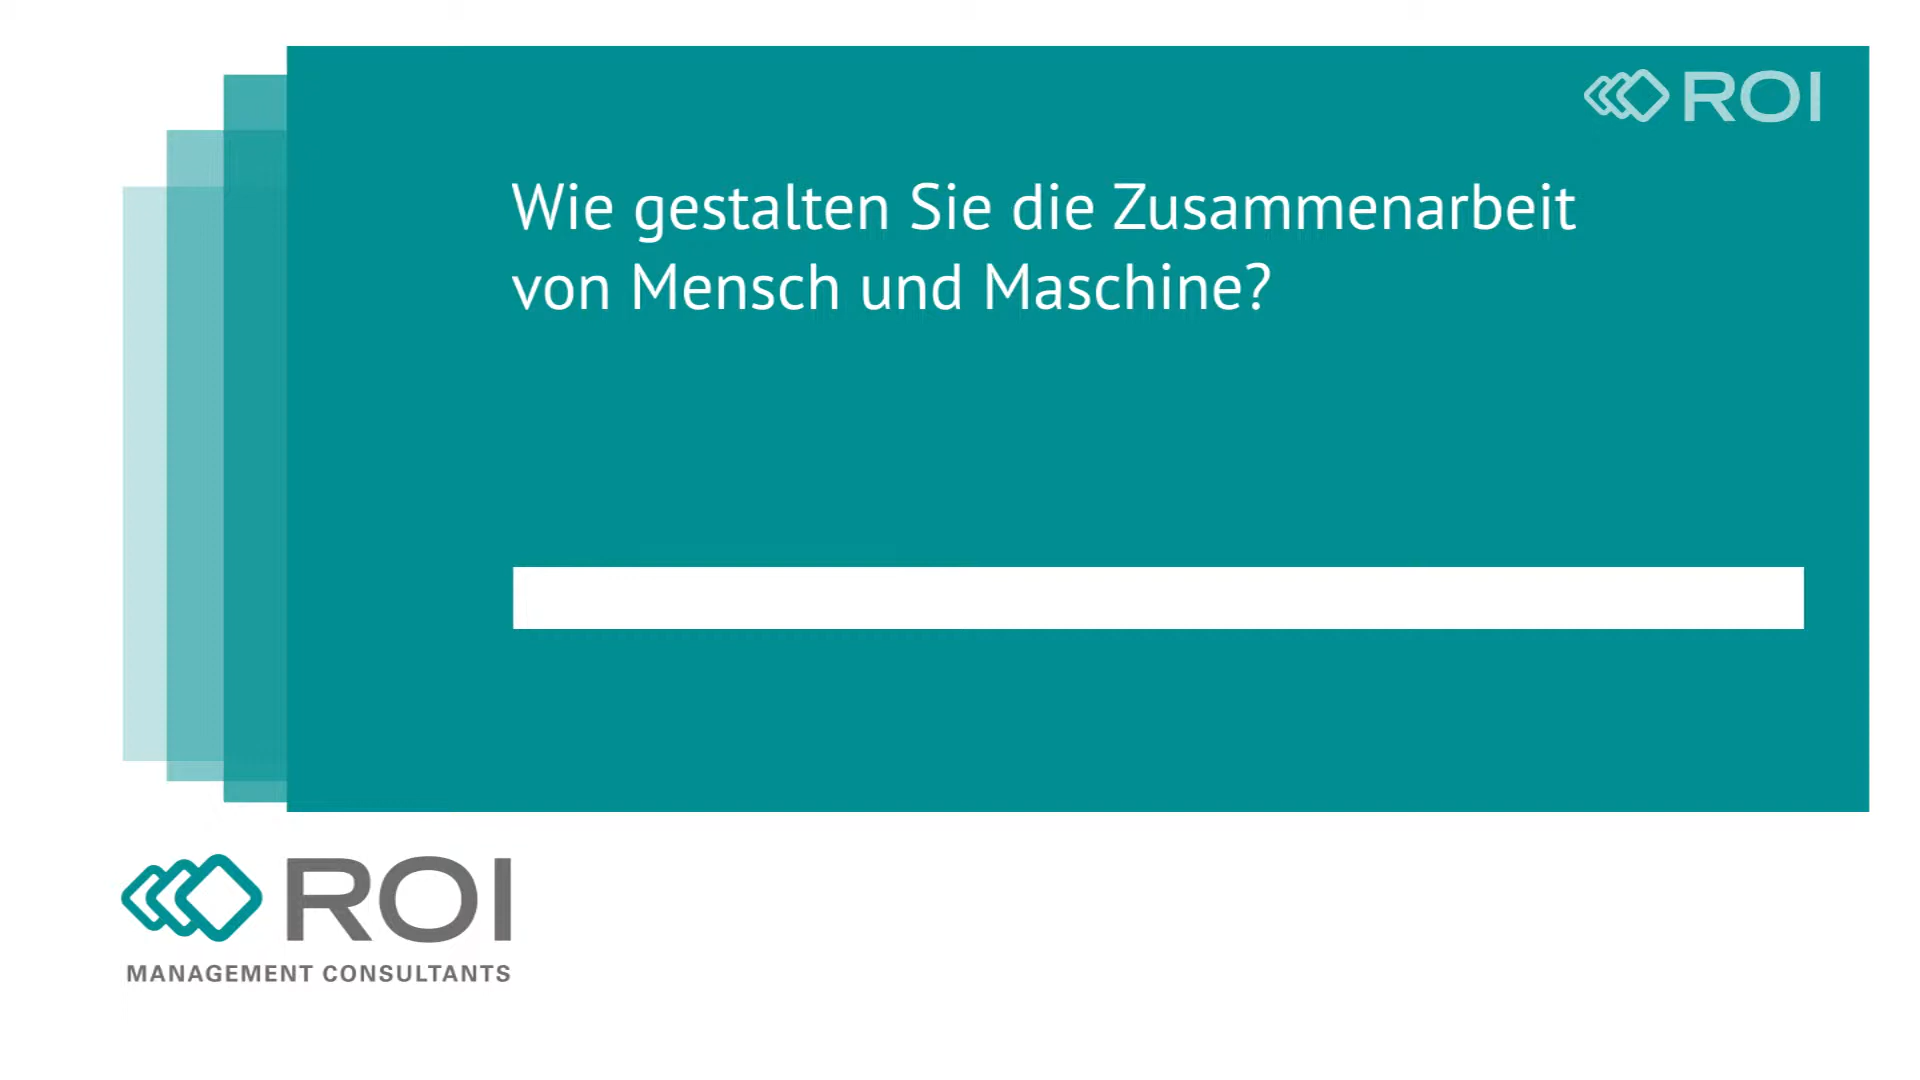 ROI
Wie gestalten Sie die Zusammenarbeit
von Mensch und Maschine?
ROI
MANAGEMENT CONSULTANTS